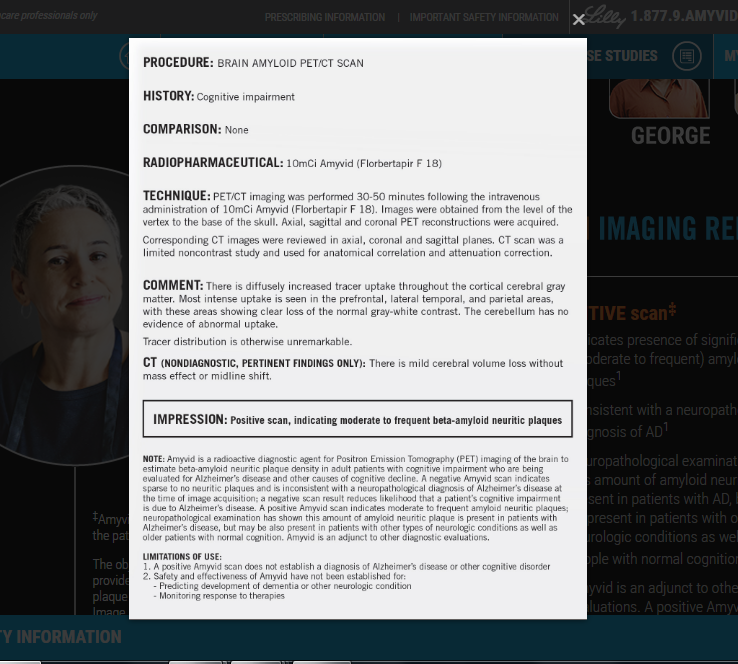 care professionals only
PRESCRIBING INFORMATION | IMPORTANT SAFETY INFORMATION
Lilly 1.877.9.AMYVID
SE STUDIES
GEORGE
IMAGING RE
PROCEDURE: BRAIN AMYLOID PET/CT SCAN
HISTORY: Cognitive impairment
COMPARISON: None
RADIOPHARMACEUTICAL: 10mCi Amyvid (Florbertapir F 18)
TECHNIQUE: PET/CT imaging was performed 30-50 minutes following the intravenous
administration of 10mCi Amyvid (Florbertapir F 18). Images were obtained from the level of the
vertex to the base of the skull. Axial, sagittal and coronal PET reconstructions were acquired.
Corresponding CT images were reviewed in axial, coronal and sagittal planes. CT scan was a
limited noncontrast study and used for anatomical correlation and attenuation correction.
COMMENT: There is diffusely increased tracer uptake throughout the cortical cerebral gray
matter. Most intense uptake is seen in the prefrontal, lateral temporal, and parietal areas,
with these areas showing clear loss of the normal gray-white contrast. The cerebellum has no
evidence of abnormal uptake.
Tracer distribution is otherwise unremarkable.
CT (NONDIAGNOSTIC, PERTINENT FINDINGS ONLY): There is mild cerebral volume loss without
mass effect or midline shift.
IMPRESSION: Positive scan, indicating moderate to frequent beta-amyloid neuritic plaques
NOTE: Amyvid is a radioactive diagnostic agent for Positron Emission Tomography (PET) imaging of the brain to
estimate beta-amyloid neuritic plaque density in adult patients with cognitive impairment who are being
evaluated for Alzheimer's disease and other causes of cognitive decline. A negative Amyvid scan indicates
sparse to no neuritic plaques and is inconsistent with a neuropathological diagnosis of Alzheimer's disease at
the time of image acquisition; a negative scan result reduces likelihood that a patient's cognitive impairment
is due to Alzheimer's disease. A positive Amyvid scan indicates moderate to frequent amyloid neuritic plaques;
neuropathological examination has shown this amount of amyloid neuritic plaque is present in patients with
Alzheimer's disease, but may be also present in patients with other types of neurologic conditions as well as
older patients with normal cognition. Amyvid is an adjunct to other diagnostic evaluations.
LIMITATIONS OF USE:
1. A positive Amyvid scan does not establish a diagnosis of Alzheimer's disease or other cognitive disorder
2. Safety and effectiveness of Amyvid have not been established for:
- Predicting development of dementia or other neurologic condition
- Monitoring response to therapies
TIVE scan‡
icates presence of signifi
oderate to frequent) amyl
ques1
nsistent with a neuropath
gnosis of AD1
uropathological examinat
s amount of amyloid neur
sent in patients with AD,
present in patients with o
urologic conditions as wel
ple with normal cognition
yvid is an adjunct to othe
luations. A positive Amyv
‡Amyvi
the pat
The ob
provide
plaque
Image
TY INFORMATION